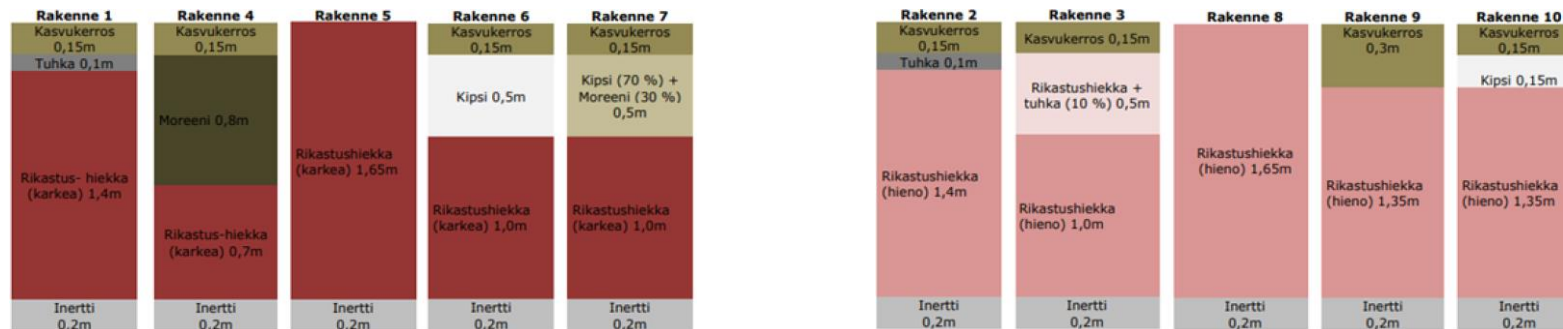 Rakenne 1
Kasvukerros
0,15m
Tuhka 0,1m
Rikastus- hiekka
(karkea) 1,4m
Inertti
0,2m
Rakenne 4
Kasvukerros
0,15m
Moreeni 0,8m
Rikastus-hiekka
(karkea) 0,7m
Inertti
0,2m
Rakenne 5
Rikastushiekka
(karkea) 1,65m
Inertti
0,2m
Rakenne 6
Kasvukerros
0,15m
Kipsi 0,5m
Rikastushiekka
(karkea) 1,0m
Inertti
0,2m
Rakenne 7
Kasvukerros
0,15m
Kipsi (70 %) +
Moreeni (30 %)
0,5m
Rikastushiekka
(karkea) 1,0m
Inertti
0,2m
Rakenne 2
Kasvukerros
0,15m
Tuhka 0,1m
Rikastushiekka
(hieno) 1,4m
Inertti
0,2m
Rakenne 3
Kasvukerros 0,15m
Rikastushiekka +
tuhka (10 %) 0,5m
Rikastushiekka
(hieno) 1,0m
Inertti
0,2m
Rakenne 8
Rikastushiekka
(hieno) 1,65m
Inertti
0,2m
Rakenne 9
Kasvukerros
0,3m
Rikastushiekka
(hieno) 1,35m
Inertti
0,2m
Rakenne 10
Kasvukerros
0,15m
Kipsi 0,15m
Rikastushiekka
(hieno) 1,35m
Inertti
0,2m